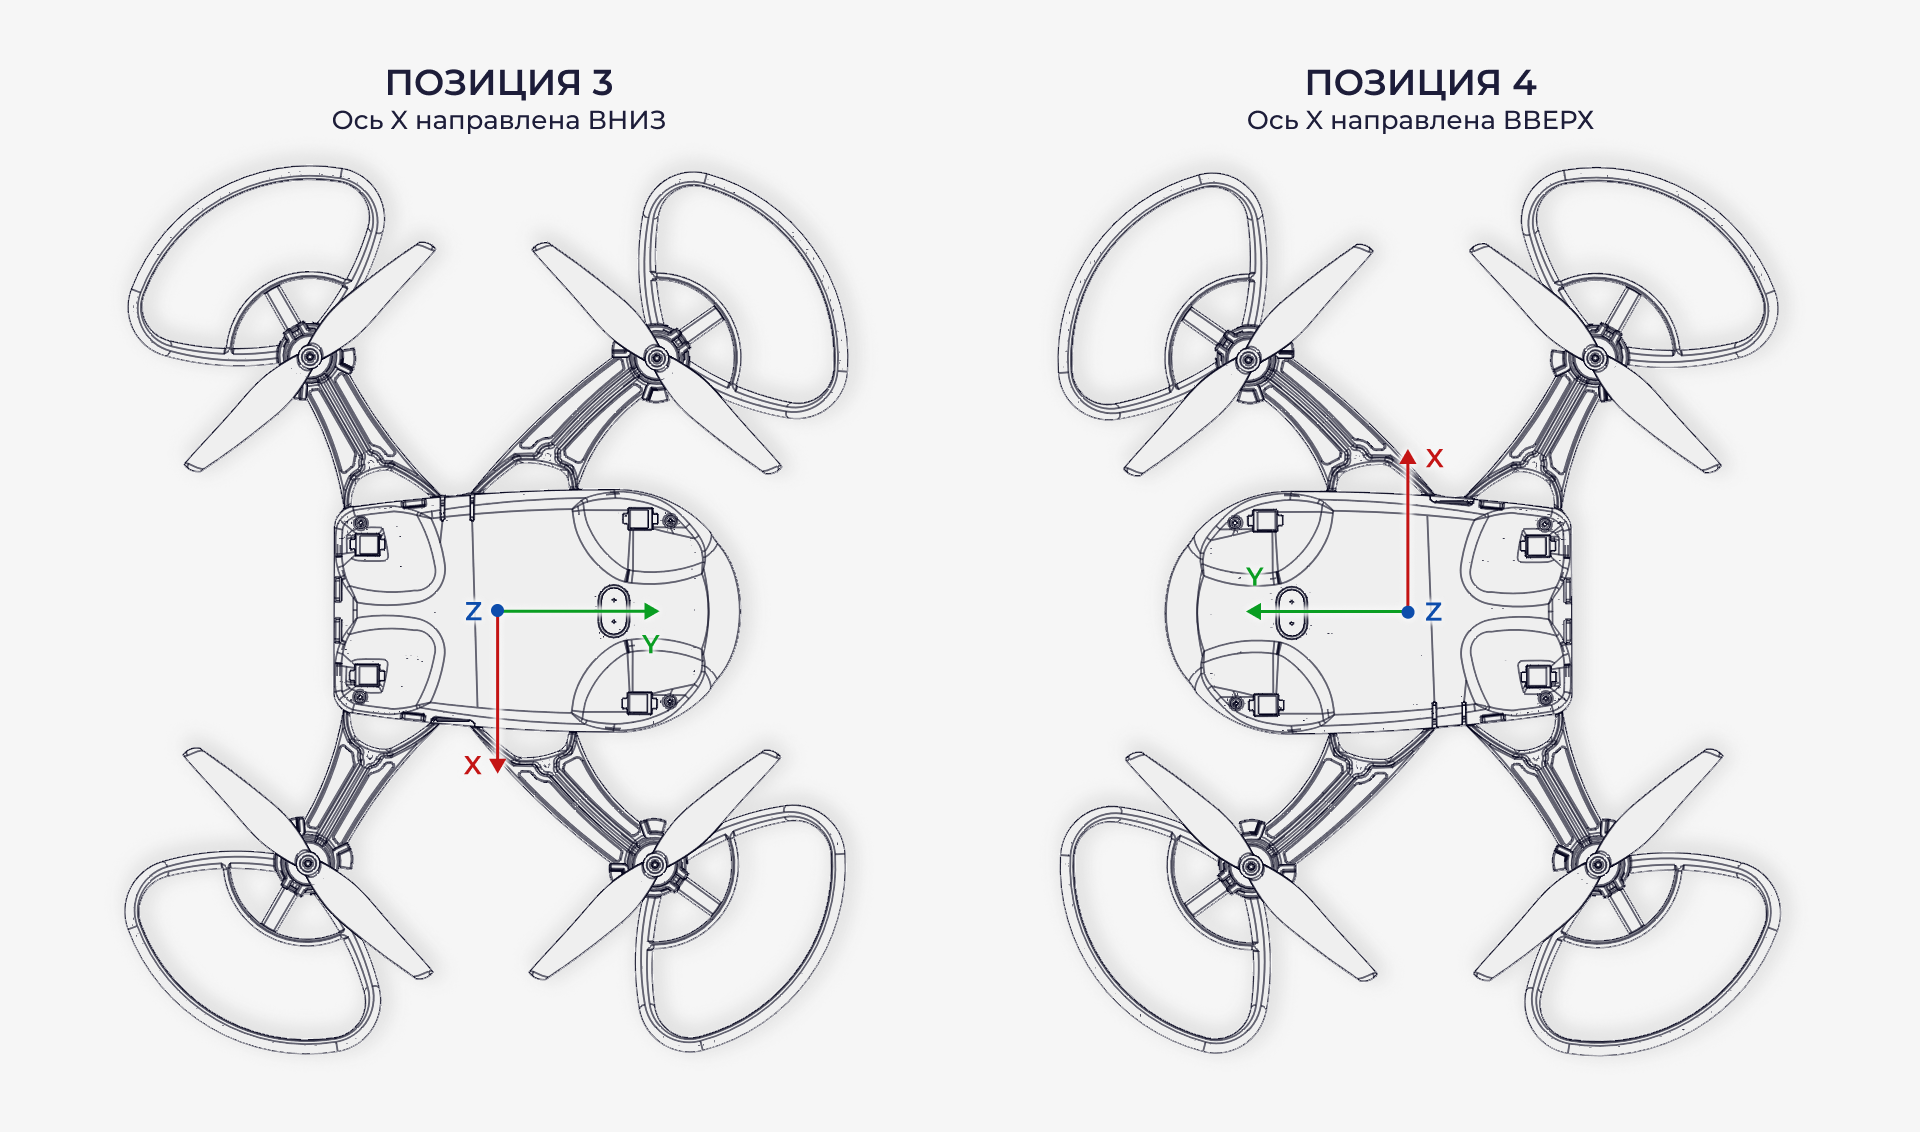 ПОЗИЦИЯ 3
Ось X направлена ВНИЗ
Z
Y
X
ПОЗИЦИЯ 4
Ось X направлена ВВЕРХ
X
Y
Z